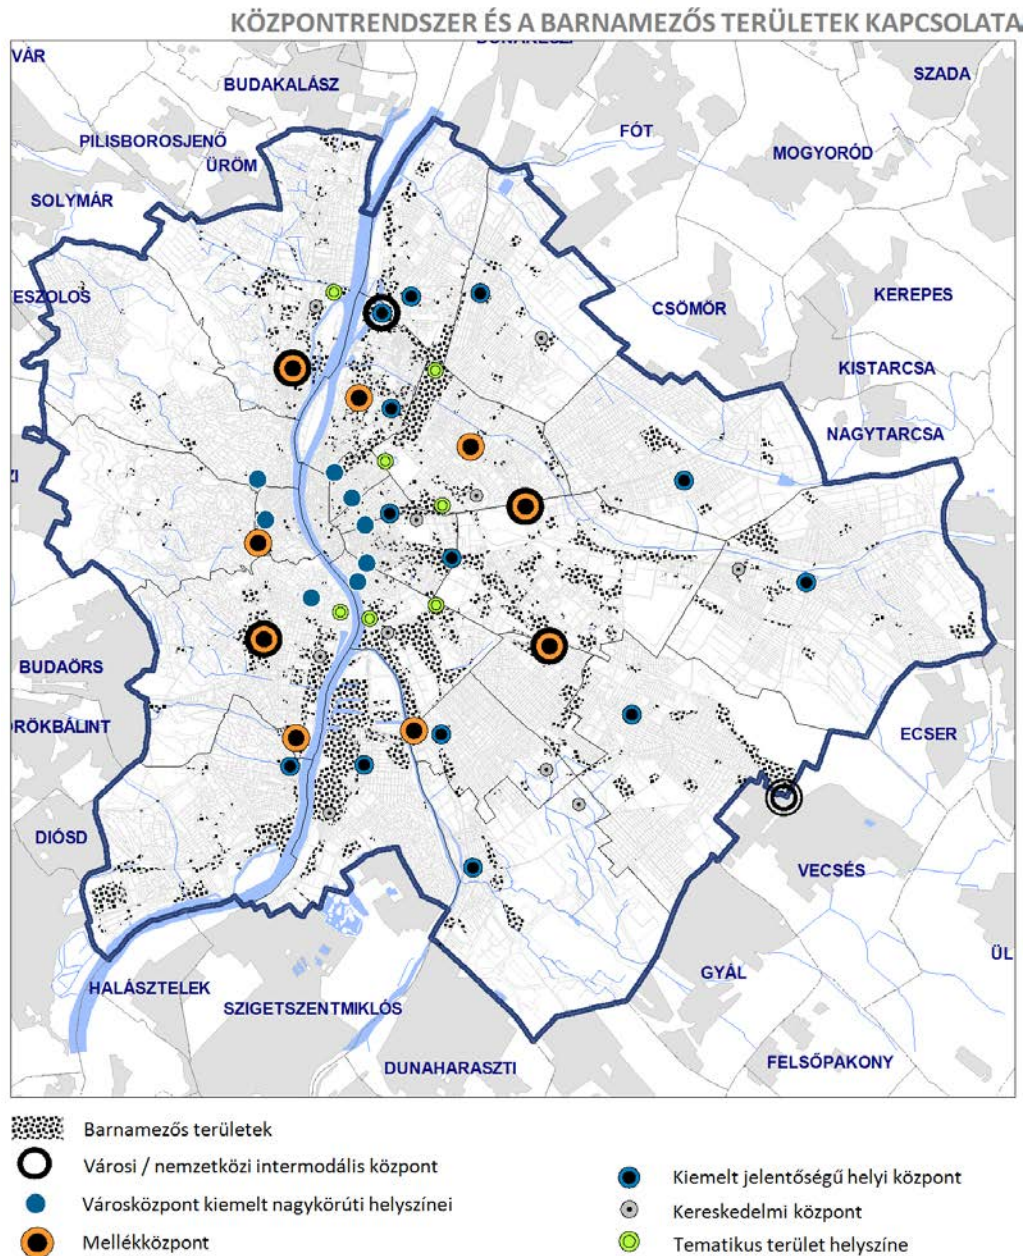 KÖZPONTRENDSZER ÉS A BARNAMEZŐS TERÜLETEK KAPCSOLATA
VÁR
BUDAKALÁSZ
SZADA
FÓT
PILISBOROSJENŐ
MOGYORÓD
ÜRÖM
SOLYMÁR
KEREPES
CSÖMÖR
KISTARCSA
NAGYTARCSA
BUDAÖRS
ECSER
DIÓSD
VECSÉS
ÜL
GYÁL
HALÁSZTELEK
SZIGETSZENTMIKLÓS
FELSŐPAKONY
DUNAHARASZTI
Barnamezős területek
Városi / nemzetközi intermodális központ
Városközpont kiemelt nagykörúti helyszínei
Mellékközpont
Kiemelt jelentőségű helyi központ
Kereskedelmi központ
Tematikus terület helyszíne